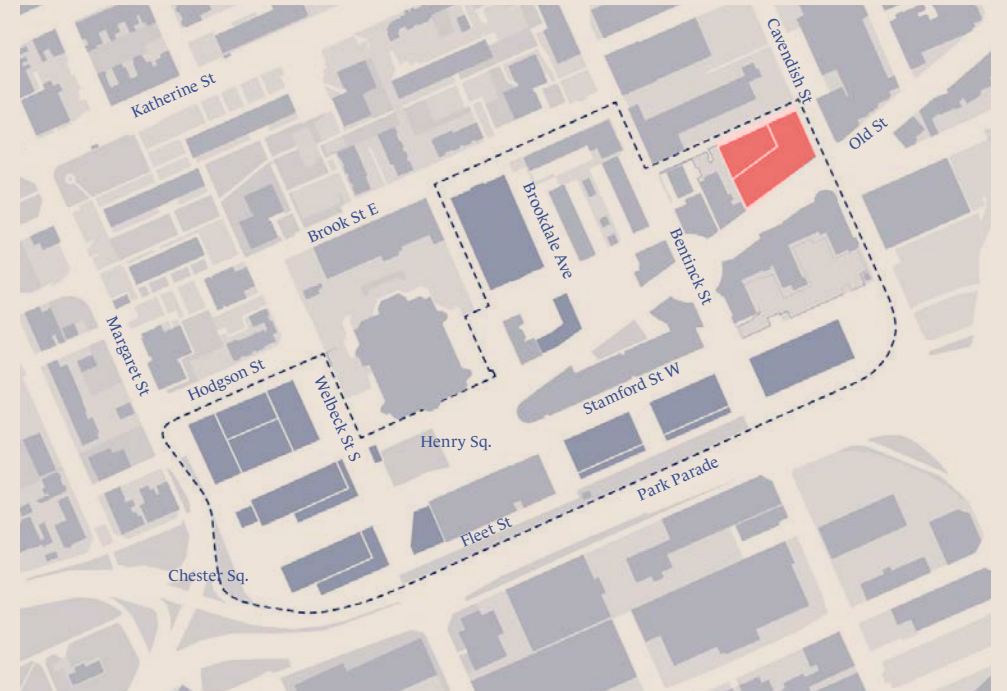 Cavendish St
Katherine St
Old St
Brook St E
Brookdale Ave
Bentinck St
Margaret St
Hodgson St
Welbeck St S
Stamford St W
Henry Sq.
Park Parade
Fleet St
Chester Sq.